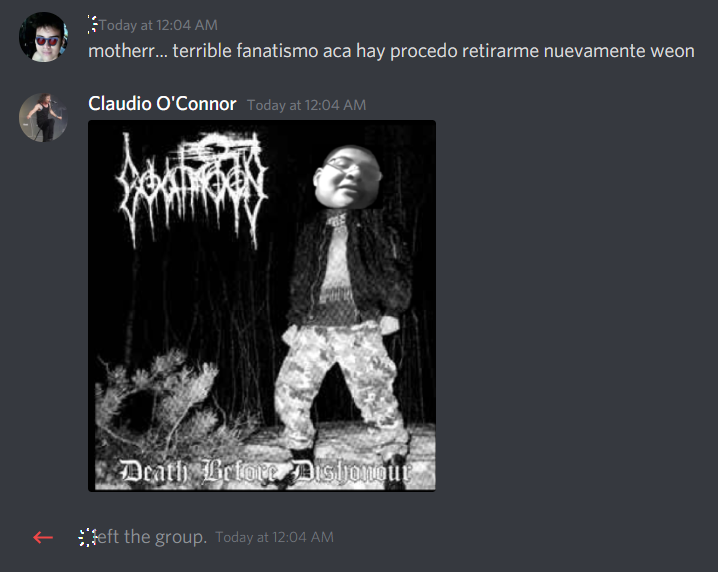 Today at 12:04 AM
motherr... terrible fanatismo aca hay procedo retirarme nuevamente weon
Claudio O'Connor Today at 12:04 AM
GOATMOON
Death Before Dishonour
left the group. Today at 12:04 AM